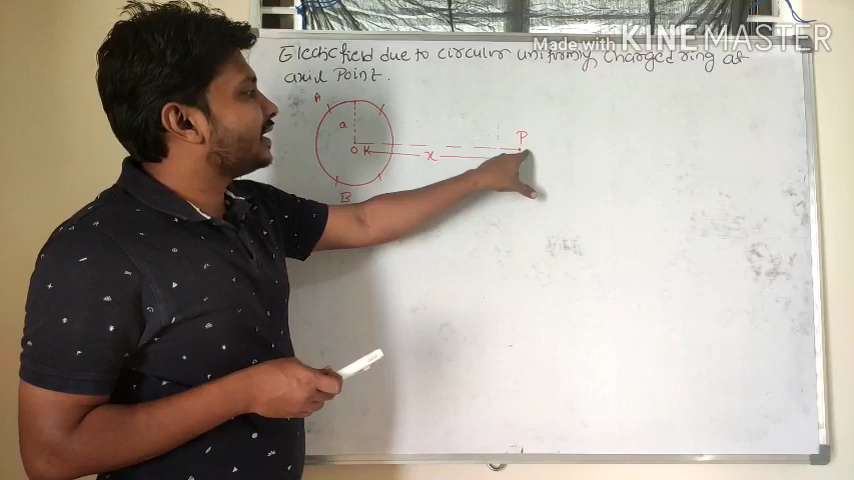 Made with KINEMASTER
Electric field due to circular uniformly charged ring at
axial Point.
A
a
P
O
x
B